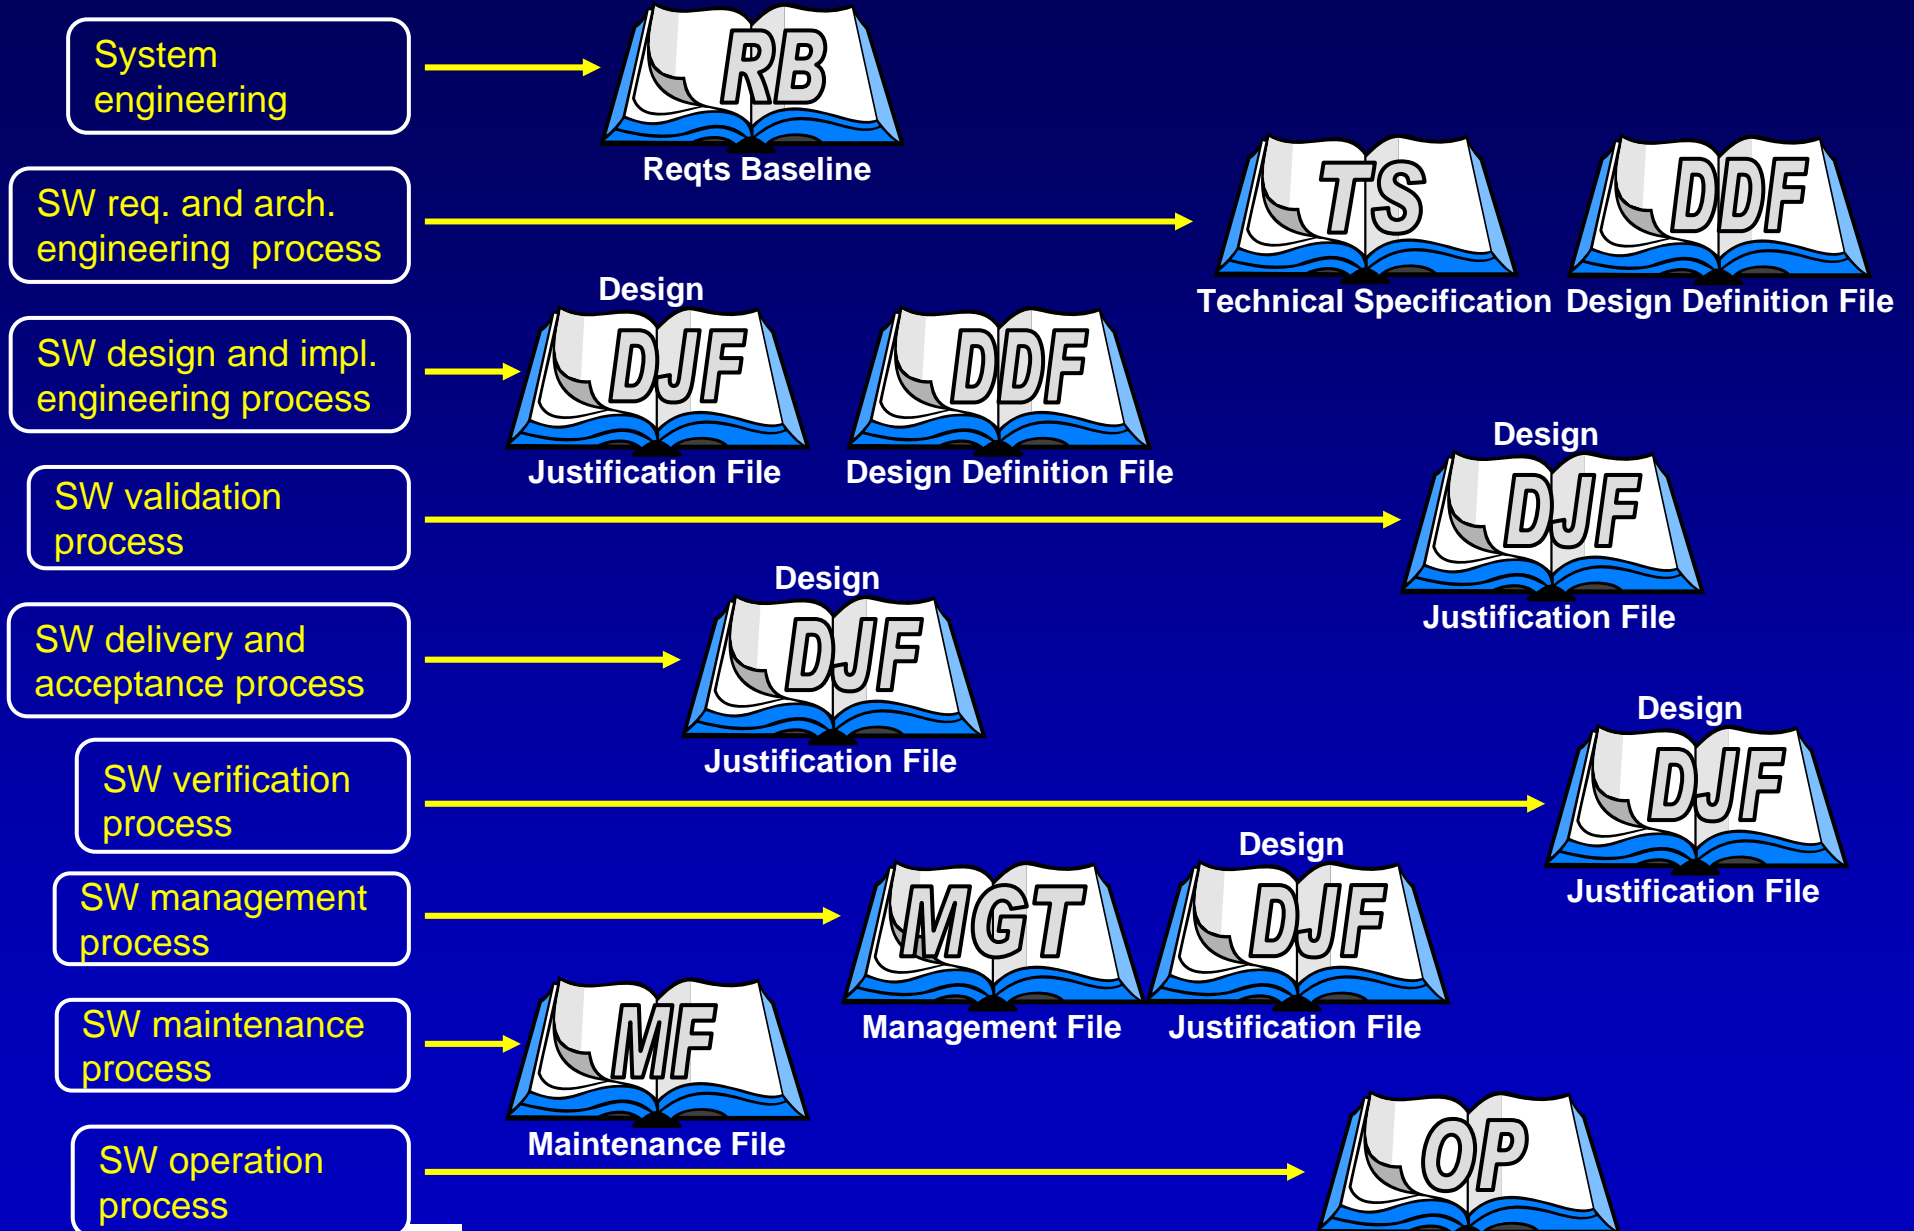 System
engineering
RB
Reqts Baseline
SW req. and arch.
engineering process
TS
DDF
Technical Specification
Design Definition File
SW design and impl.
engineering process
Design
DJF
Justification File
DDF
Design Definition File
SW validation
process
Design
DJF
Justification File
SW delivery and
acceptance process
Design
DJF
Justification File
SW verification
process
Design
DJF
Justification File
SW management
process
MGT
Management File
Design
DJF
Justification File
SW maintenance
process
MF
Maintenance File
SW operation
process
OP